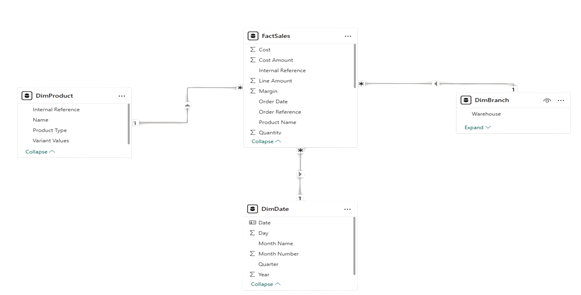 FactSales
Cost
Cost Amount
Internal Reference
Line Amount
Margin
Order Date
Order Reference
Product Name
Quantity
Collapse
DimProduct
Internal Reference
Name
Product Type
Variant Values
Collapse
1
*
*
1
DimBranch
Warehouse
Expand
*
1
DimDate
Date
Day
Month Name
Month Number
Quarter
Year
Collapse